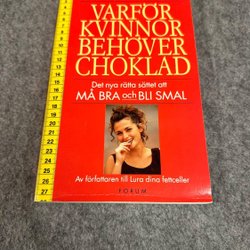 VARFÖR
KVINNOR
BEHÖVER
CHOKLAD
Det nya rätta sättet att
MÅ BRA och BLI SMAL
Av författaren till Lura dina fettceller
FORUM